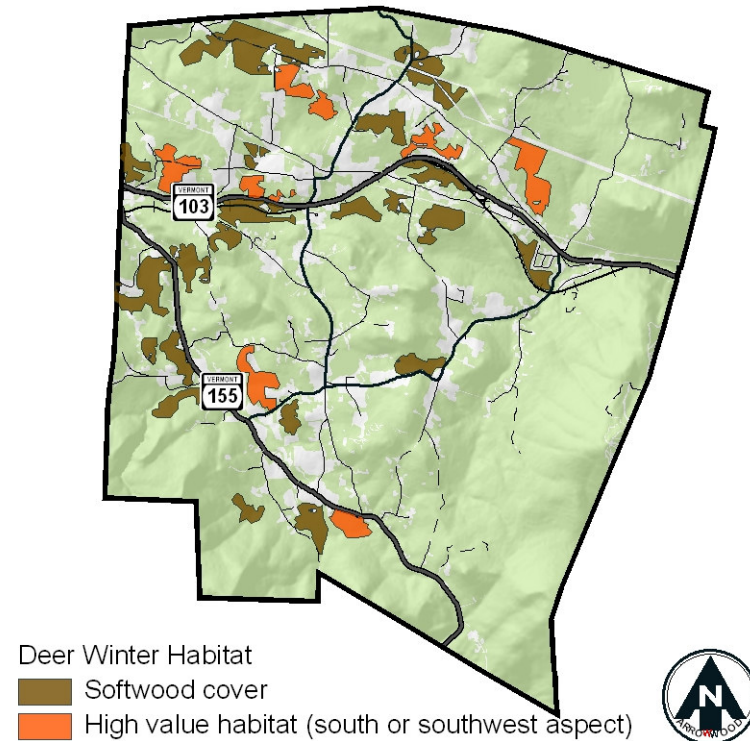 VERMONT
103
VERMONT
155
Deer Winter Habitat
Softwood cover
High value habitat (south or southwest aspect)
N
ARROWWOOD